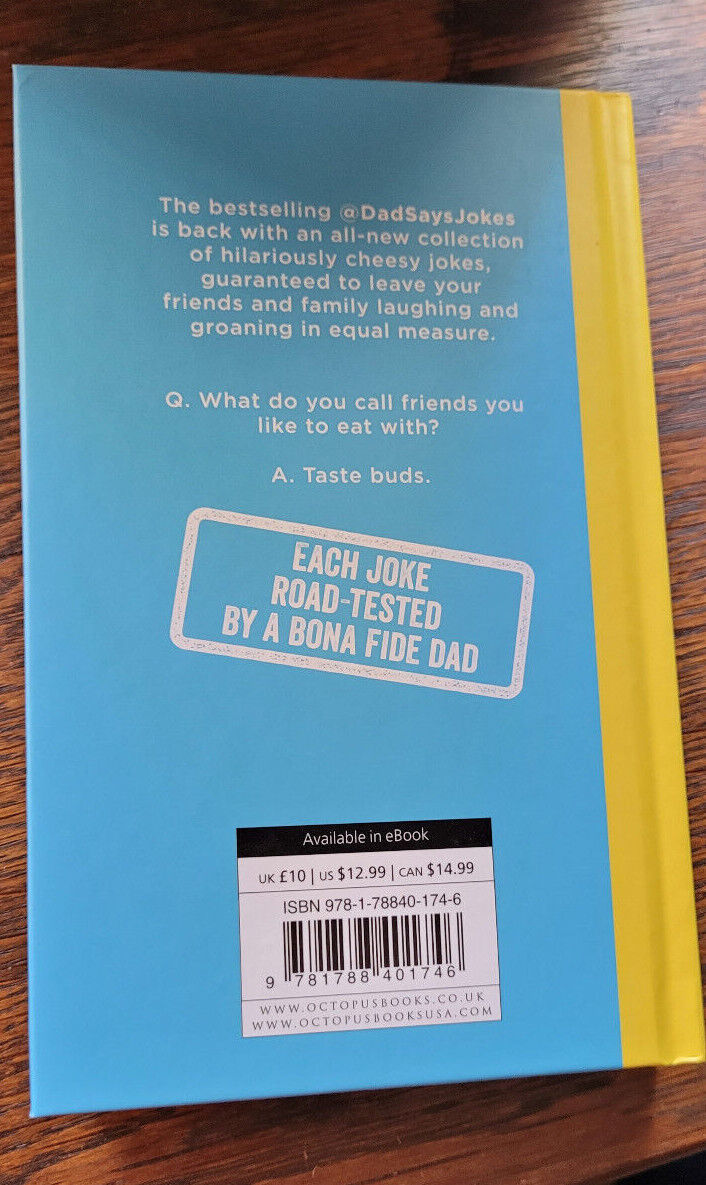 The bestselling @DadSaysJokes
is back with an all-new collection
of hilariously cheesy jokes,
guaranteed to leave your
friends and family laughing and
groaning in equal measure.
Q. What do you call friends you
like to eat with?
A. Taste buds.
EACH JOKE
ROAD-TESTED
BY A BONA FIDE DAD
Available in eBook
UK £10 | US $12.99 | CAN $14.99
ISBN 978-1-78840-174-6
9 781788 401746
WWW.OCTOPUSBOOKS.CO.UK
WWW.OCTOPUSBOOKSUSA.COM